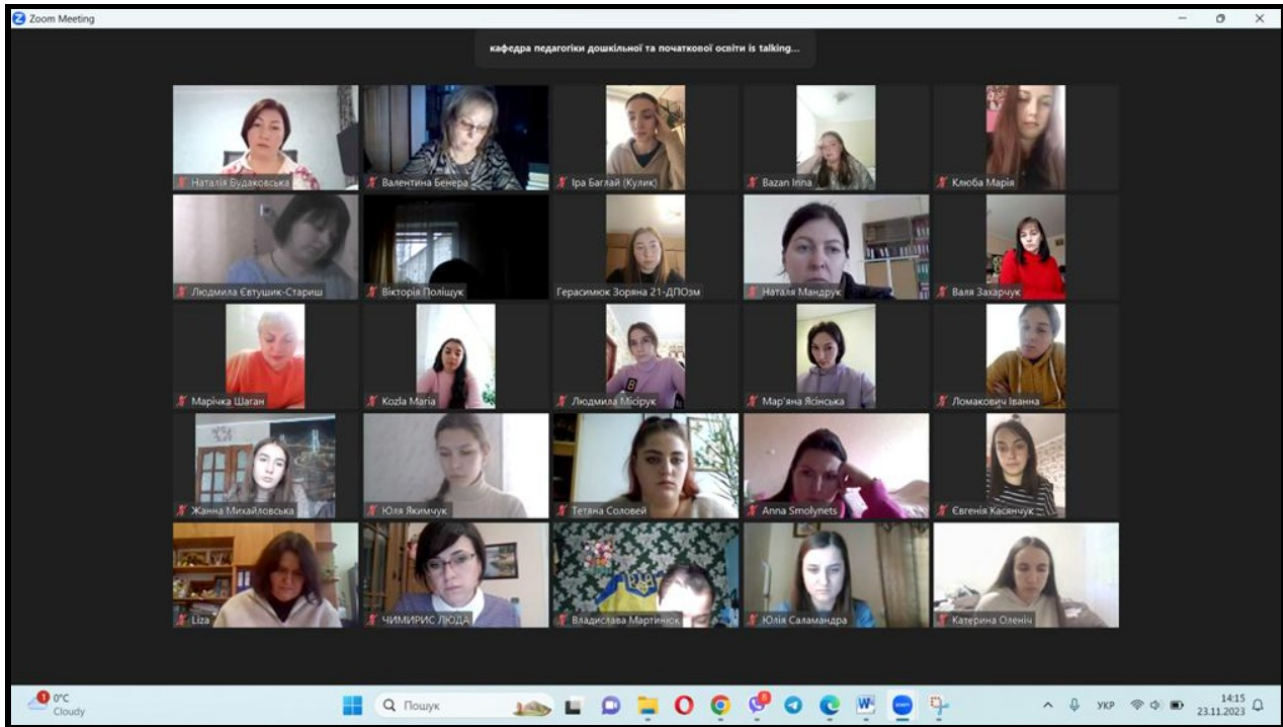 Zoom Meeting
кафедра педагогіки дошкільної та початкової освіти is talking...
Наталія Будаковська
Валентина Бенера
Іра Баглай (Кулик)
Bazan Inna
Клюба Марія
Людмила Євтушик-Стариш
Вікторія Поліщук
Герасимюк Зоряна 21-ДПОзм
Наталя Мандрук
Валя Захарчук
Марічка Шаган
Kozla Maria
Людмила Місірук
Мар'яна Ясінська
Ломакович Іванна
Жанна Михайловська
Юля Якимчук
Тетяна Соловей
Anna Smolynets
Євгенія Касянчук
Liza
ЧИМИРИС ЛЮДА
Владислава Мартинюк
Юлія Саламандра
Катерина Оленіч
1
0°C
Cloudy
Пошук
УКР
14:15
23.11.2023